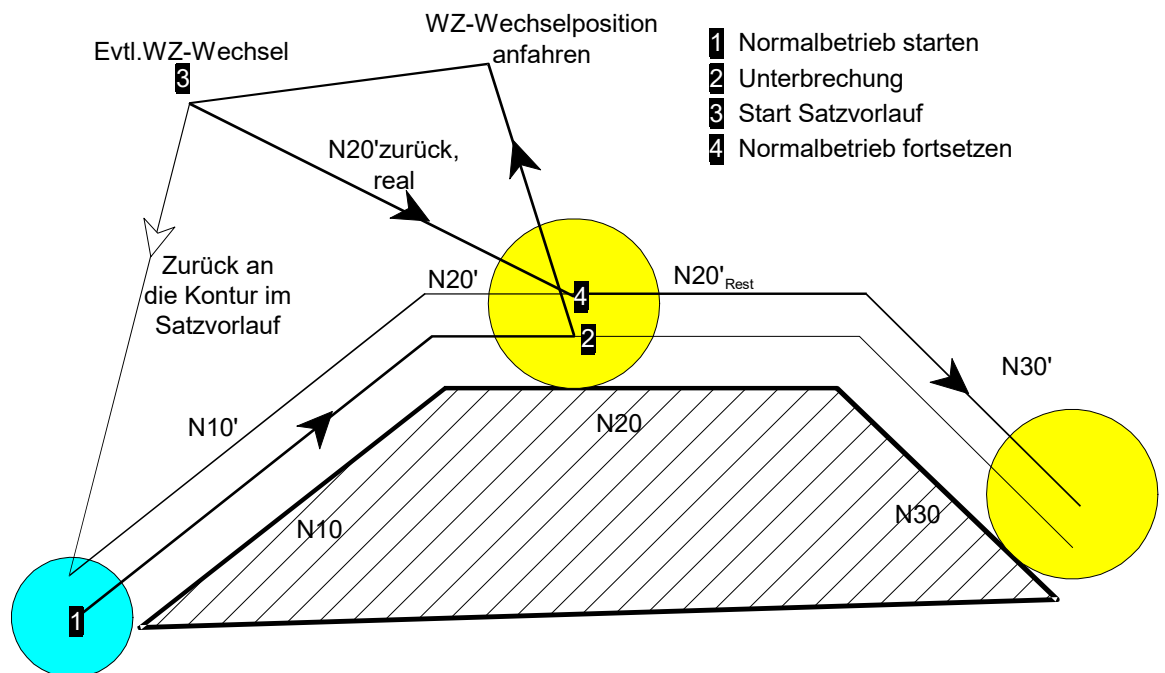 WZ-Wechselposition
anfahren
Evtl.WZ-Wechsel
3
1 Normalbetrieb starten
2 Unterbrechung
3 Start Satzvorlauf
4 Normalbetrieb fortsetzen
N20'zurück,
real
Zurück an
die Kontur im
Satzvorlauf
N20'
4
N20'Rest
2
N30'
N10'
N20
N10
N30
1